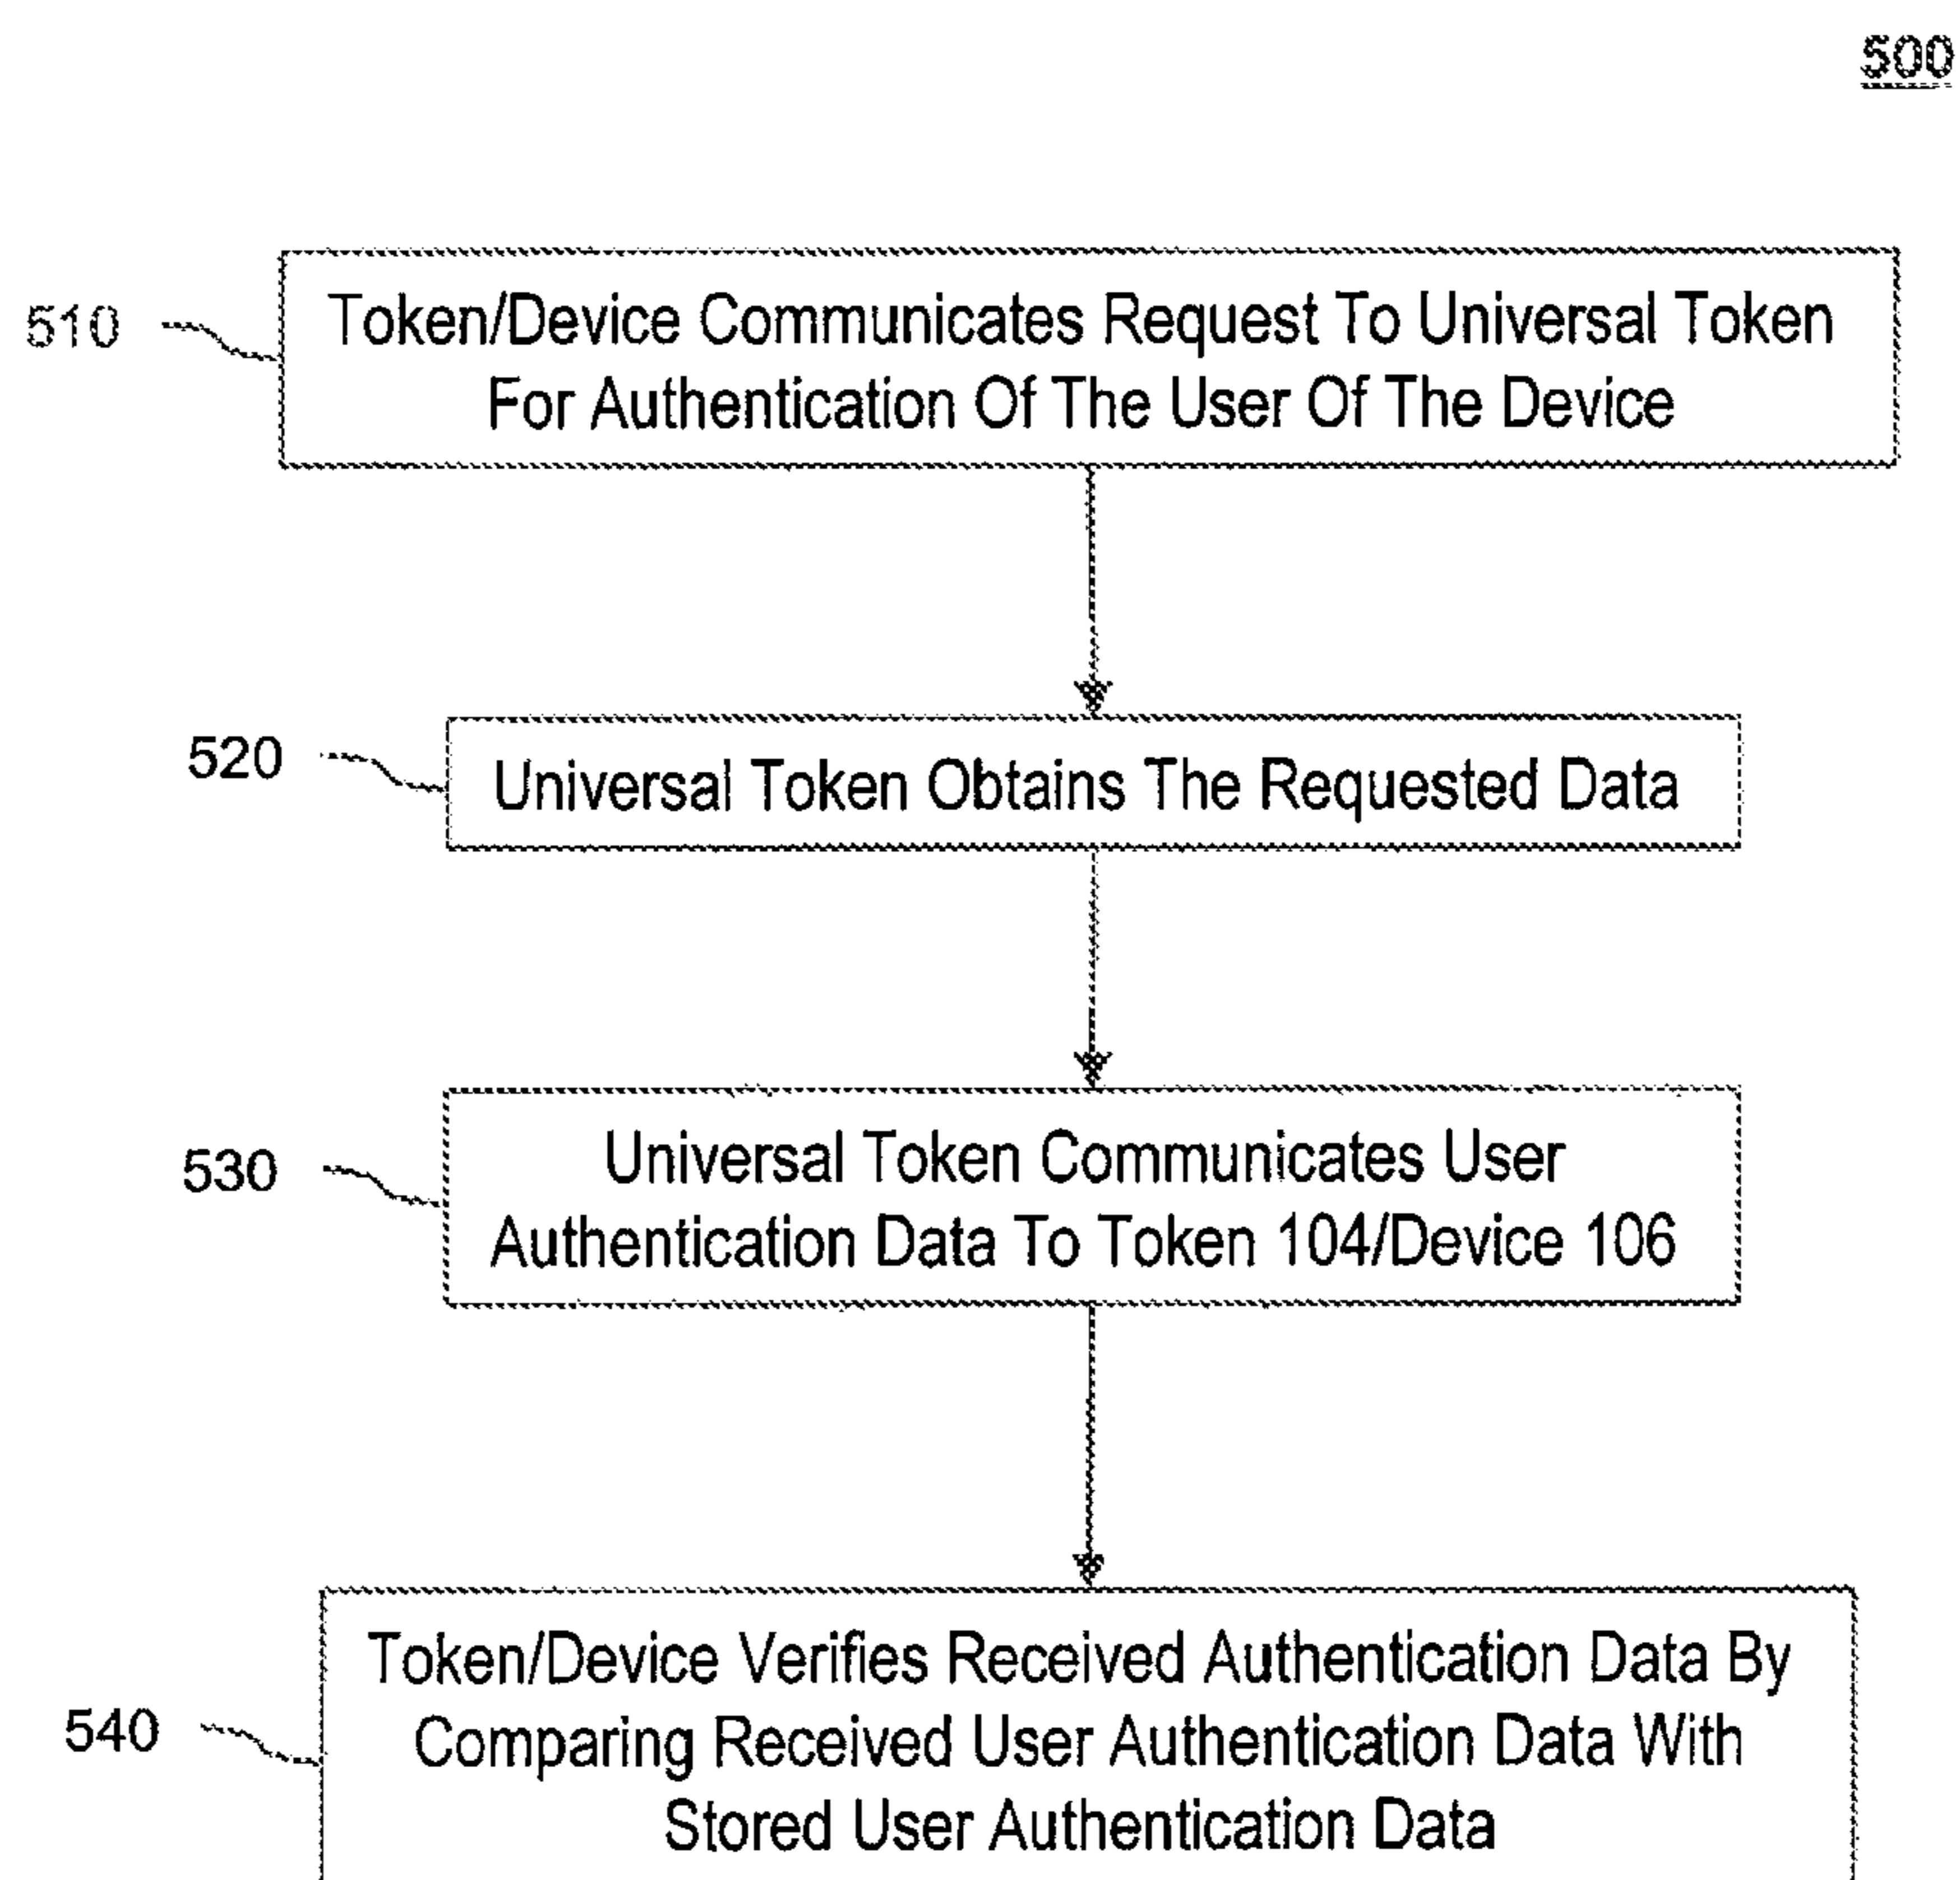 500
510
Token/Device Communicates Request To Universal Token
For Authentication Of The User Of The Device
520
Universal Token Obtains The Requested Data
530
Universal Token Communicates User
Authentication Data To Token 104/Device 106
540
Token/Device Verifies Received Authentication Data By
Comparing Received User Authentication Data With
Stored User Authentication Data